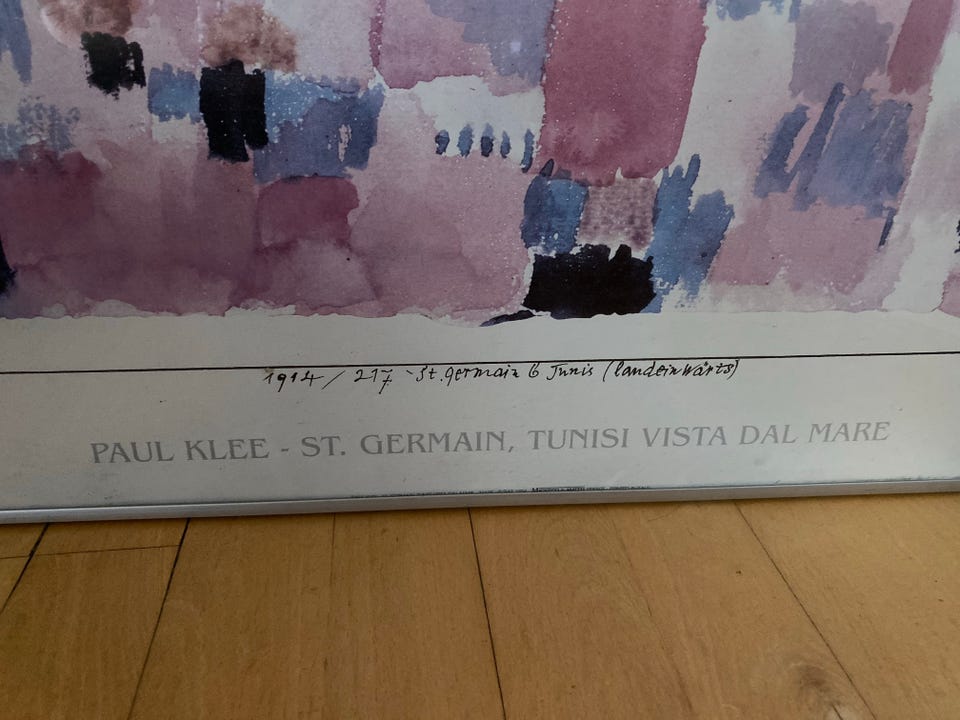 1914 / 217 - St. Germain b Tunis (landeinwärts)
PAUL KLEE - ST. GERMAIN, TUNISI VISTA DAL MARE